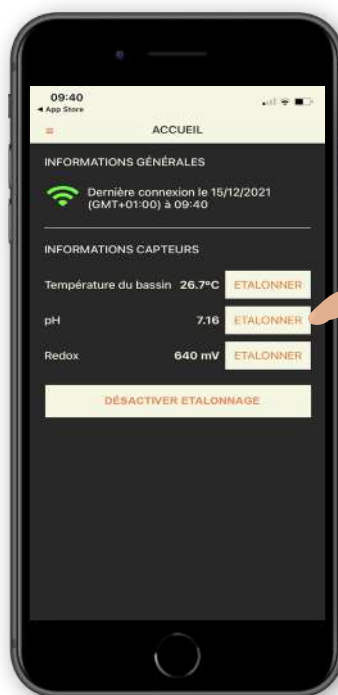 09:40
◀ App Store
ACCUEIL
INFORMATIONS GÉNÉRALES
Dernière connexion le 15/12/2021
(GMT+01:00) à 09:40
INFORMATIONS CAPTEURS
Température du bassin 26.7°C ETALONNER
pH 7.16 ETALONNER
Redox 640 mV ETALONNER
DÉSACTIVER ETALONNAGE